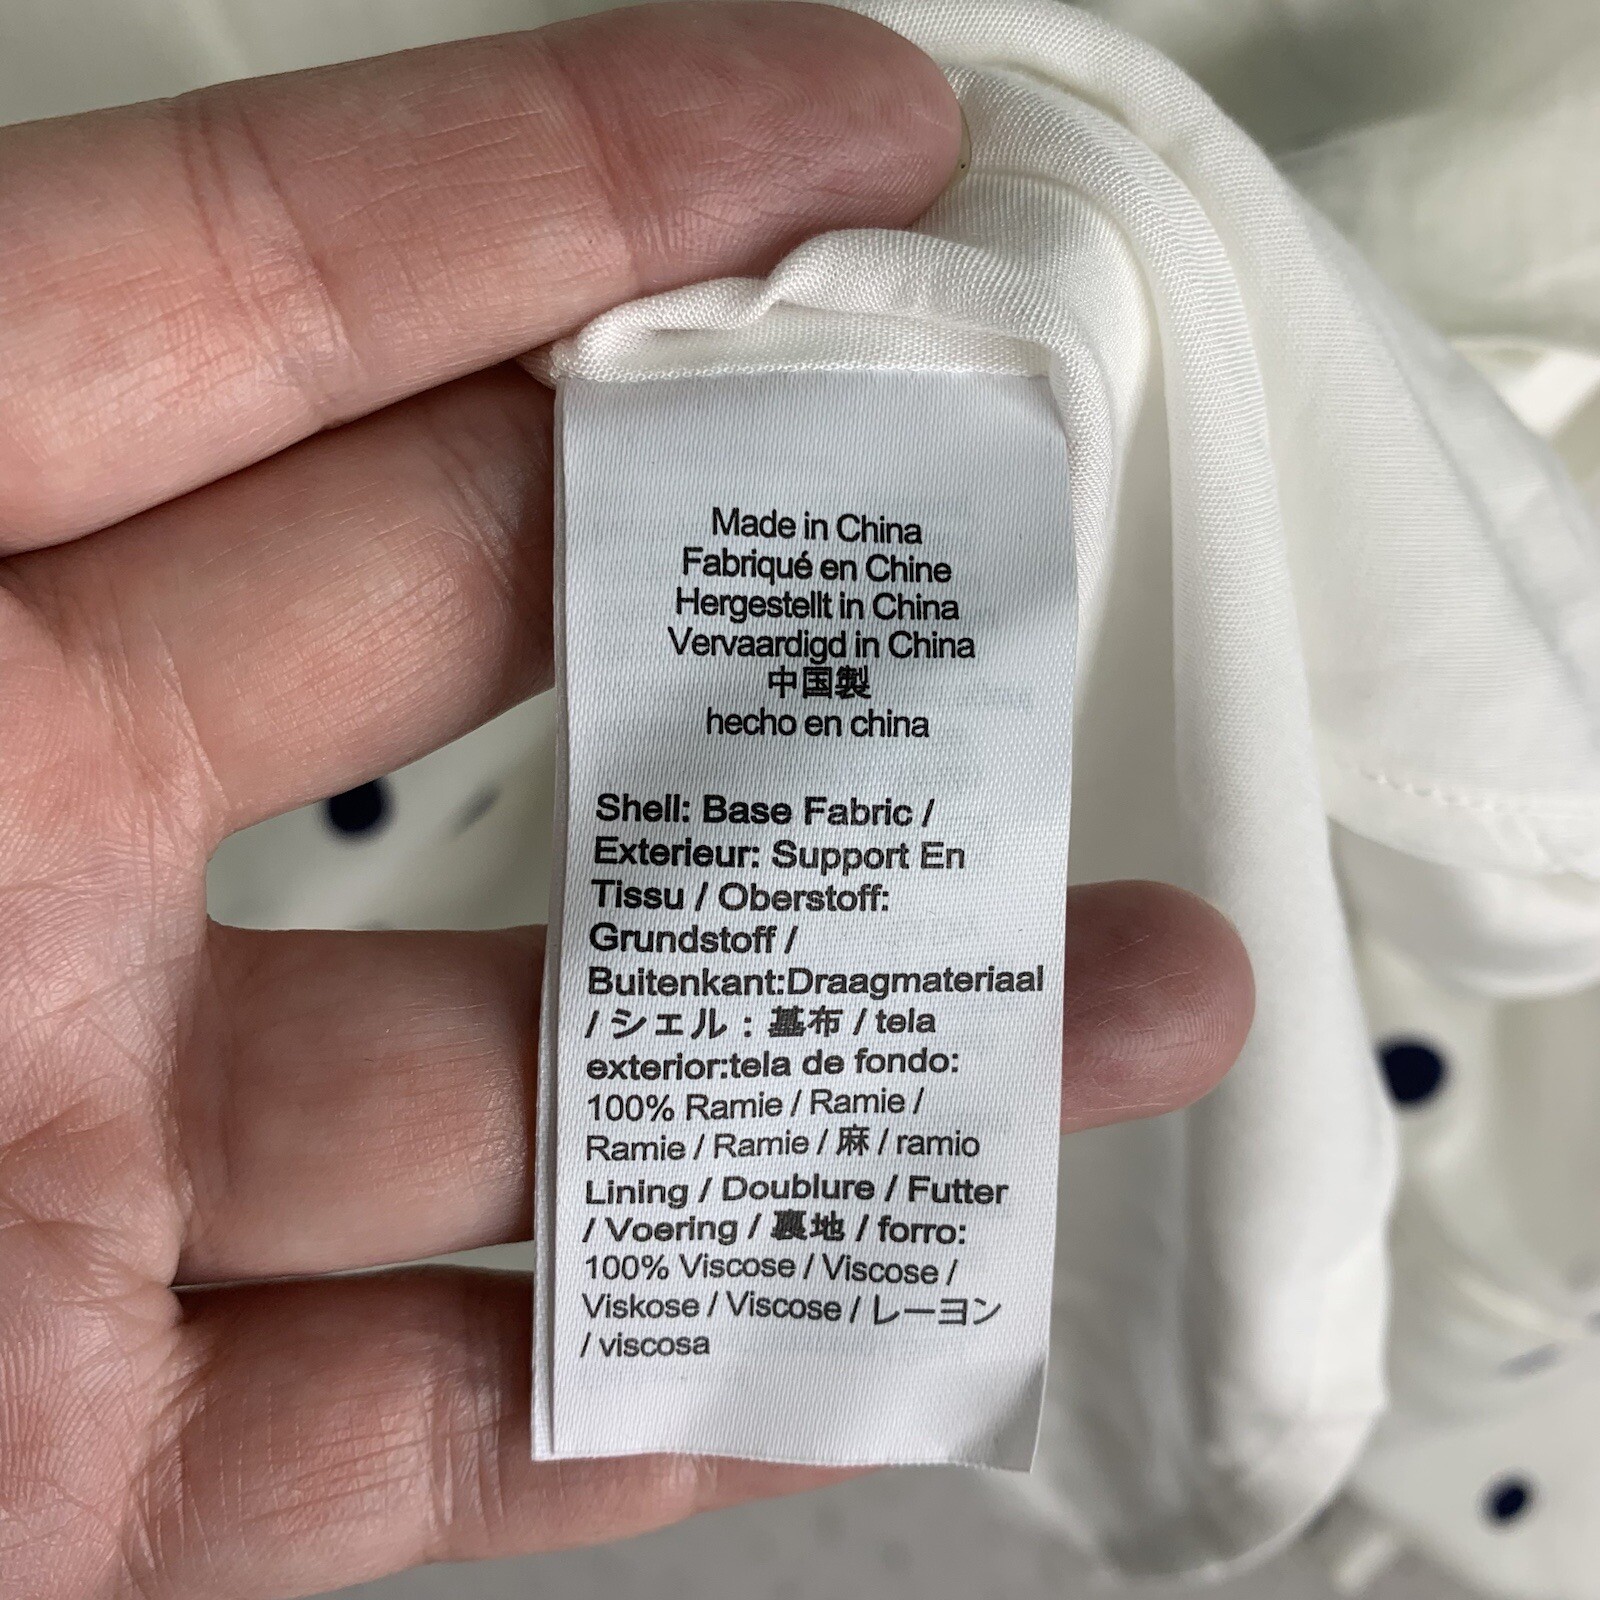 Made in China
Fabriqué en Chine
Hergestellt in China
Vervaardigd in China
中国製
hecho en china
Shell: Base Fabric /
Exterieur: Support En
Tissu / Oberstoff:
Grundstoff /
Buitenkant:Draagmateriaal
/ シェル : 基布 / tela
exterior:tela de fondo:
100% Ramie / Ramie /
Ramie / Ramie / 麻 / ramio
Lining / Doublure / Futter
/ Voering / 裏地 / forro:
100% Viscose / Viscose /
Viskose / Viscose / レーヨン
/ viscosa